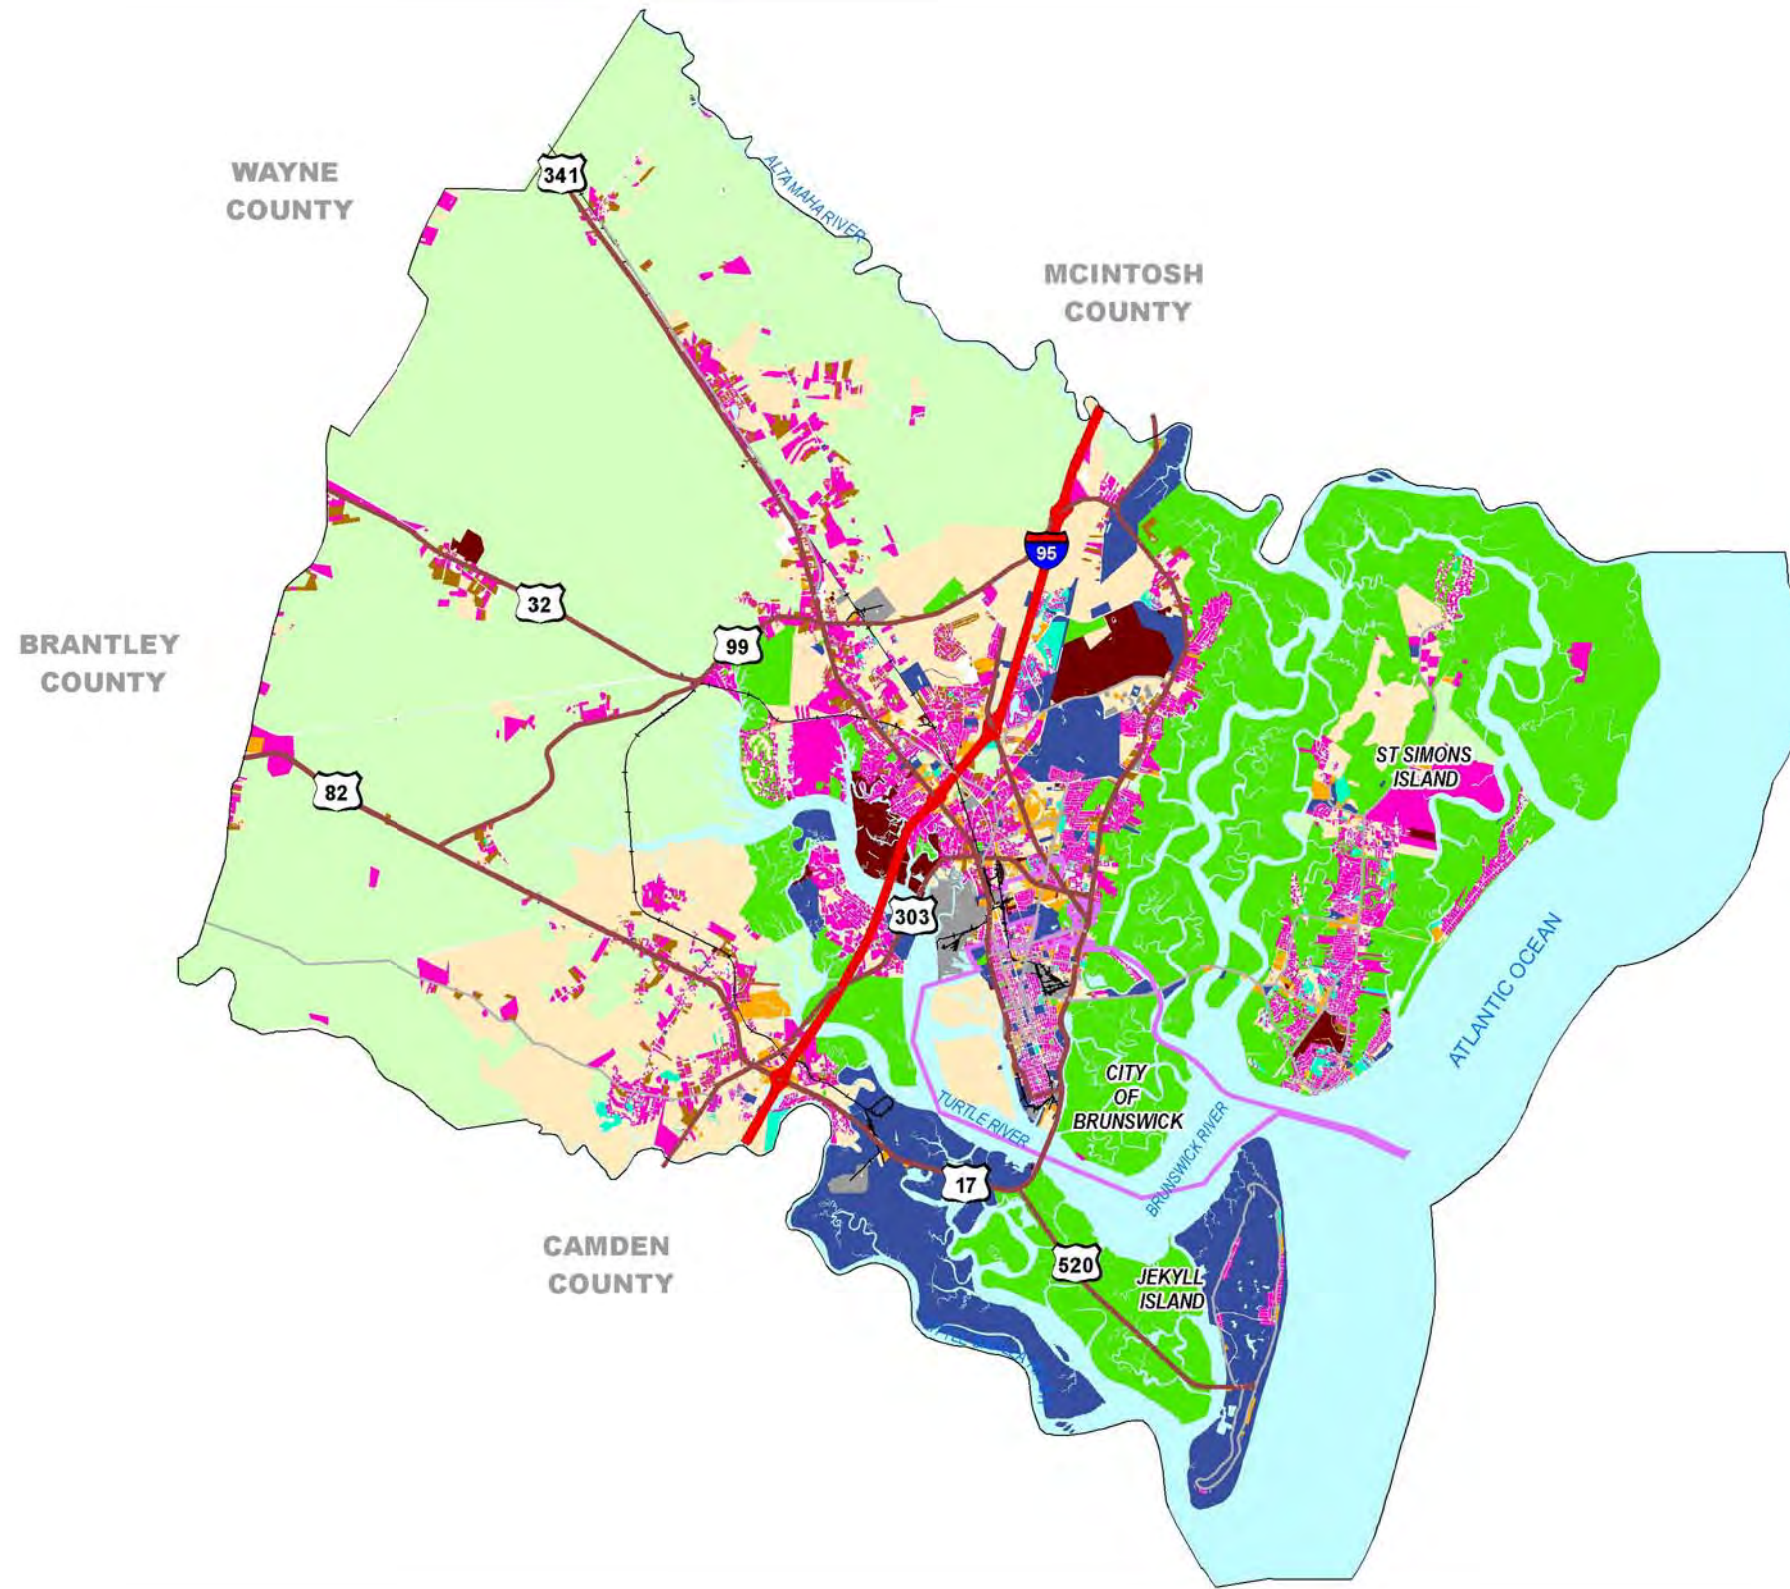 WAYNE
COUNTY
341
ALTAMAHA RIVER
MCINTOSH
COUNTY
95
32
99
BRANTLEY
COUNTY
82
ST SIMONS
ISLAND
303
ATLANTIC OCEAN
CITY
OF
BRUNSWICK
TURTLE RIVER
BRUNSWICK RIVER
17
CAMDEN
COUNTY
520
JEKYLL
ISLAND